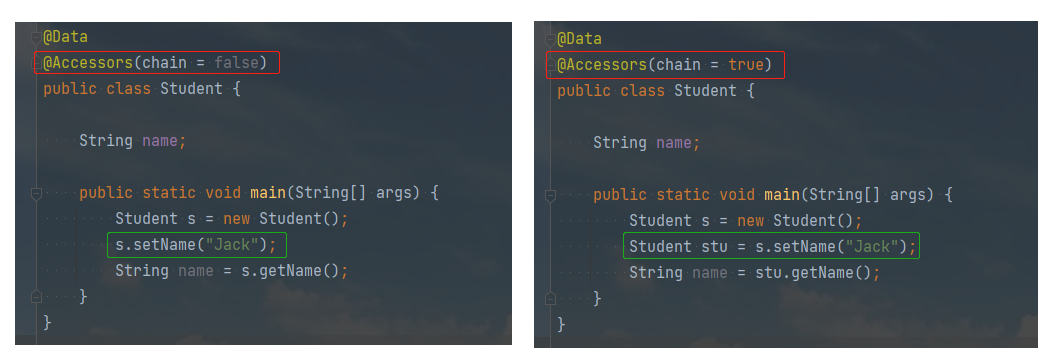 @Data
@Accessors(chain = false)
public class Student {
String name;
public static void main(String[] args) {
Student s = new Student();
s.setName("Jack");
String name = s.getName();
}
}
@Data
@Accessors(chain = true)
public class Student {
String name;
public static void main(String[] args) {
Student s = new Student();
Student stu = s.setName("Jack");
String name = stu.getName();
}
}